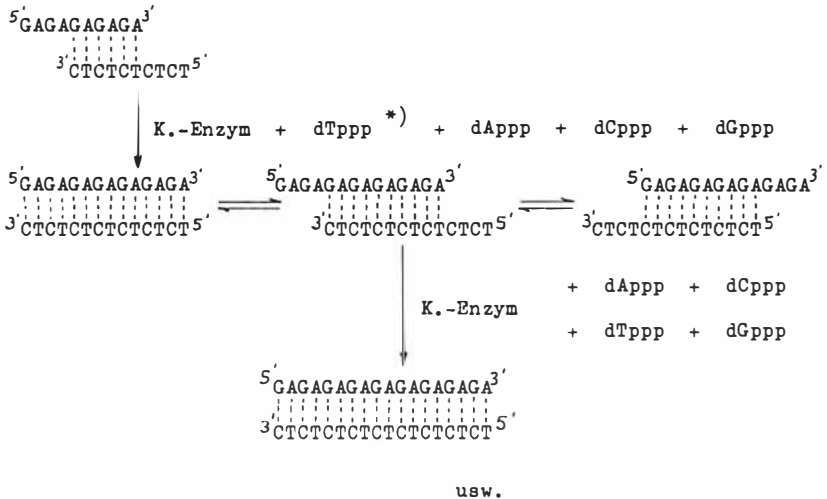 5'GAGAGAGAGA3'
3'CTCTCTCTCT5'
K.-Enzym + dTppp *) + dAppp + dCppp + dGppp
5'GAGAGAGAGAGAGA3' 5'GAGAGAGAGAGAGA3' 5'GAGAGAGAGAGAGA3'
3'CTCTCTCTCTCTCT5' 3'CTCTCTCTCTCTCT5' 3'CTCTCTCTCTCTCT5'
+ dAppp + dCppp
K.-Enzym
+ dTppp + dGppp
5'GAGAGAGAGAGAGAGAGA3'
3'CTCTCTCTCTCTCTCTCT5'
usw.